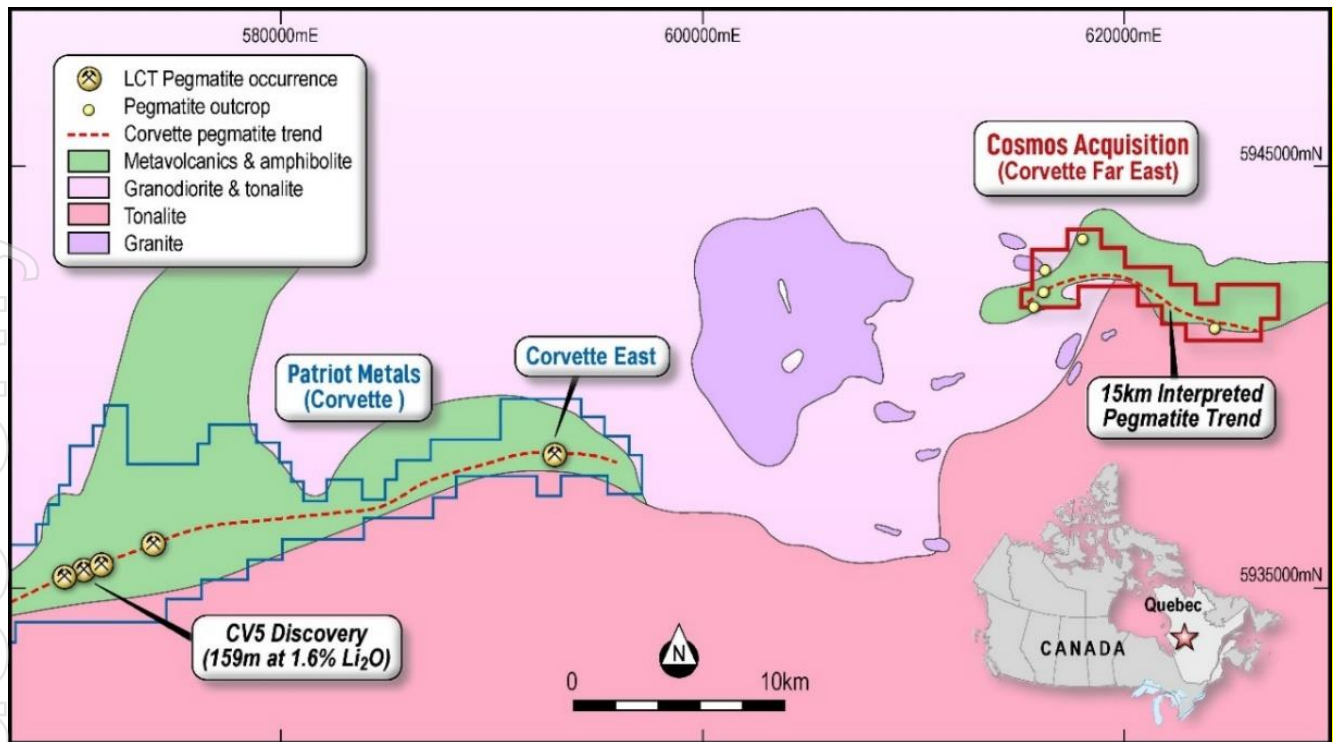 580000mE
600000mE
620000mE
LCT Pegmatite occurrence
Pegmatite outcrop
Corvette pegmatite trend
Metavolcanics & amphibolite
Granodiorite & tonalite
Tonalite
Granite
Cosmos Acquisition
(Corvette Far East)
5945000mN
Patriot Metals
(Corvette )
Corvette East
15km Interpreted
Pegmatite Trend
CV5 Discovery
(159m at 1.6% Li₂O)
N
0
10km
5935000mN
Quebec
CANADA